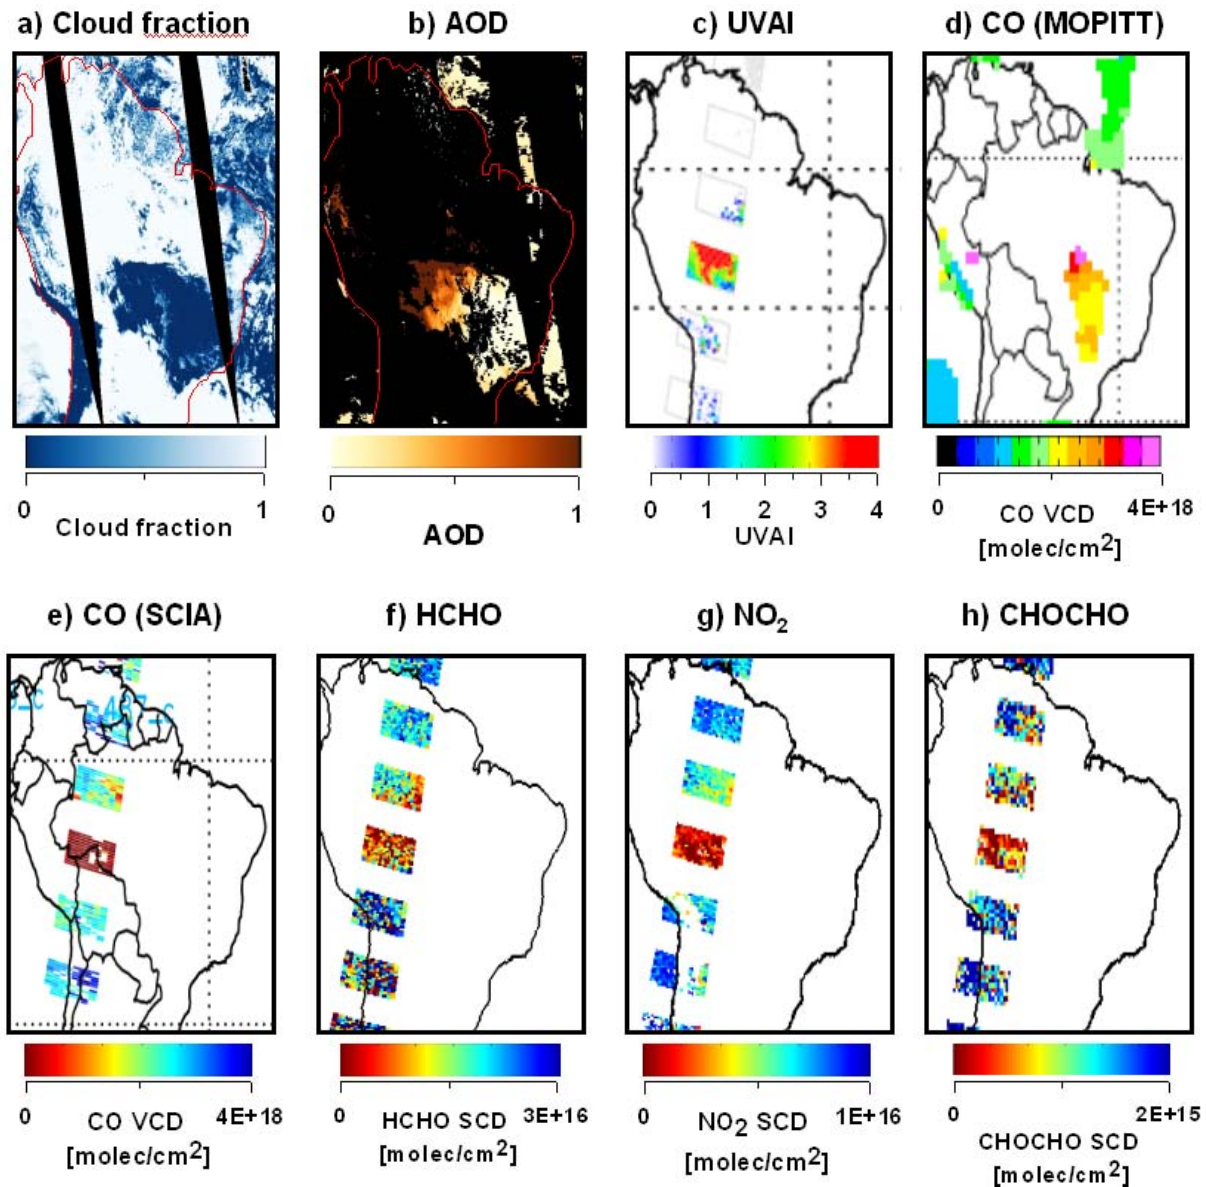 a) Cloud fraction
b) AOD
c) UVAI
d) CO (MOPITT)
0 1
Cloud fraction
0 1
AOD
0 1 2 3 4
UVAI
0 4E+18
CO VCD
[molec/cm²]
e) CO (SCIA)
f) HCHO
g) NO₂
h) CHOCHO
0 4E+18
CO VCD
[molec/cm²]
0 3E+16
HCHO SCD
[molec/cm²]
0 1E+16
NO₂ SCD
[molec/cm²]
0 2E+15
CHOCHO SCD
[molec/cm²]